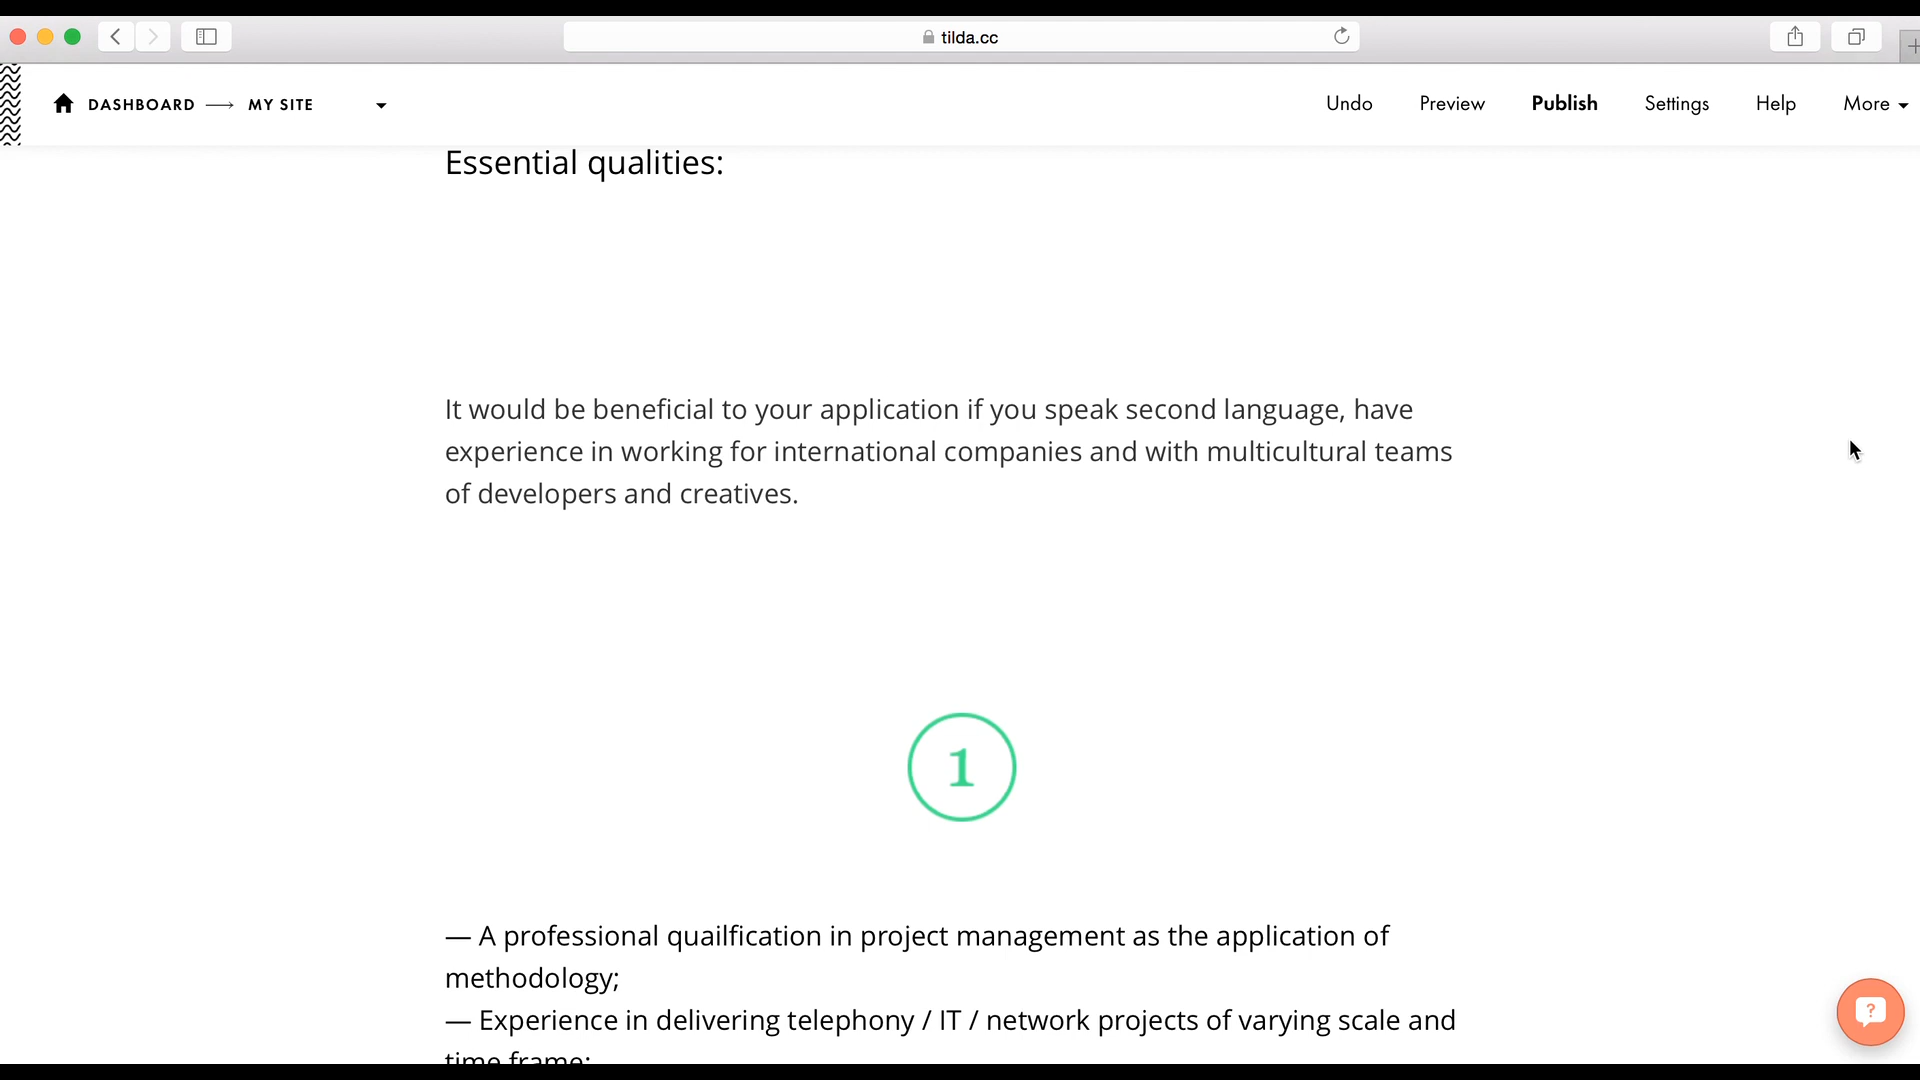 tilda.cc
DASHBOARD → MY SITE
Undo Preview Publish Settings Help More
Essential qualities:
It would be beneficial to your application if you speak second language, have
experience in working for international companies and with multicultural teams
of developers and creatives.
1
— A professional quailfication in project management as the application of
methodology;
— Experience in delivering telephony / IT / network projects of varying scale and
time frame;
?